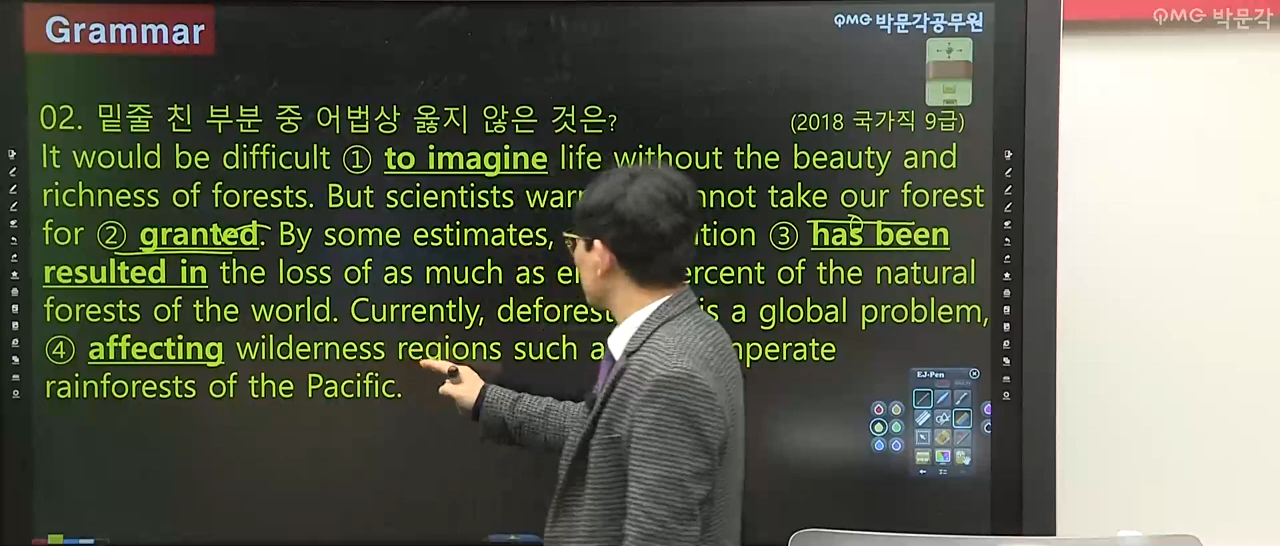 Grammar
PMG 박문각공무원
PMG 박문각
02. 밑줄 친 부분 중 어법상 옳지 않은 것은? (2018 국가직 9급)
It would be difficult ① to imagine life without the beauty and
richness of forests. But scientists warn take our forest
for ② granted. By some estimates, ③ has been
resulted in the loss of as much as of the natural
forests of the world. Currently, is a global problem,
④ affecting wilderness regions such
rainforests of the Pacific.
EJ-Pen